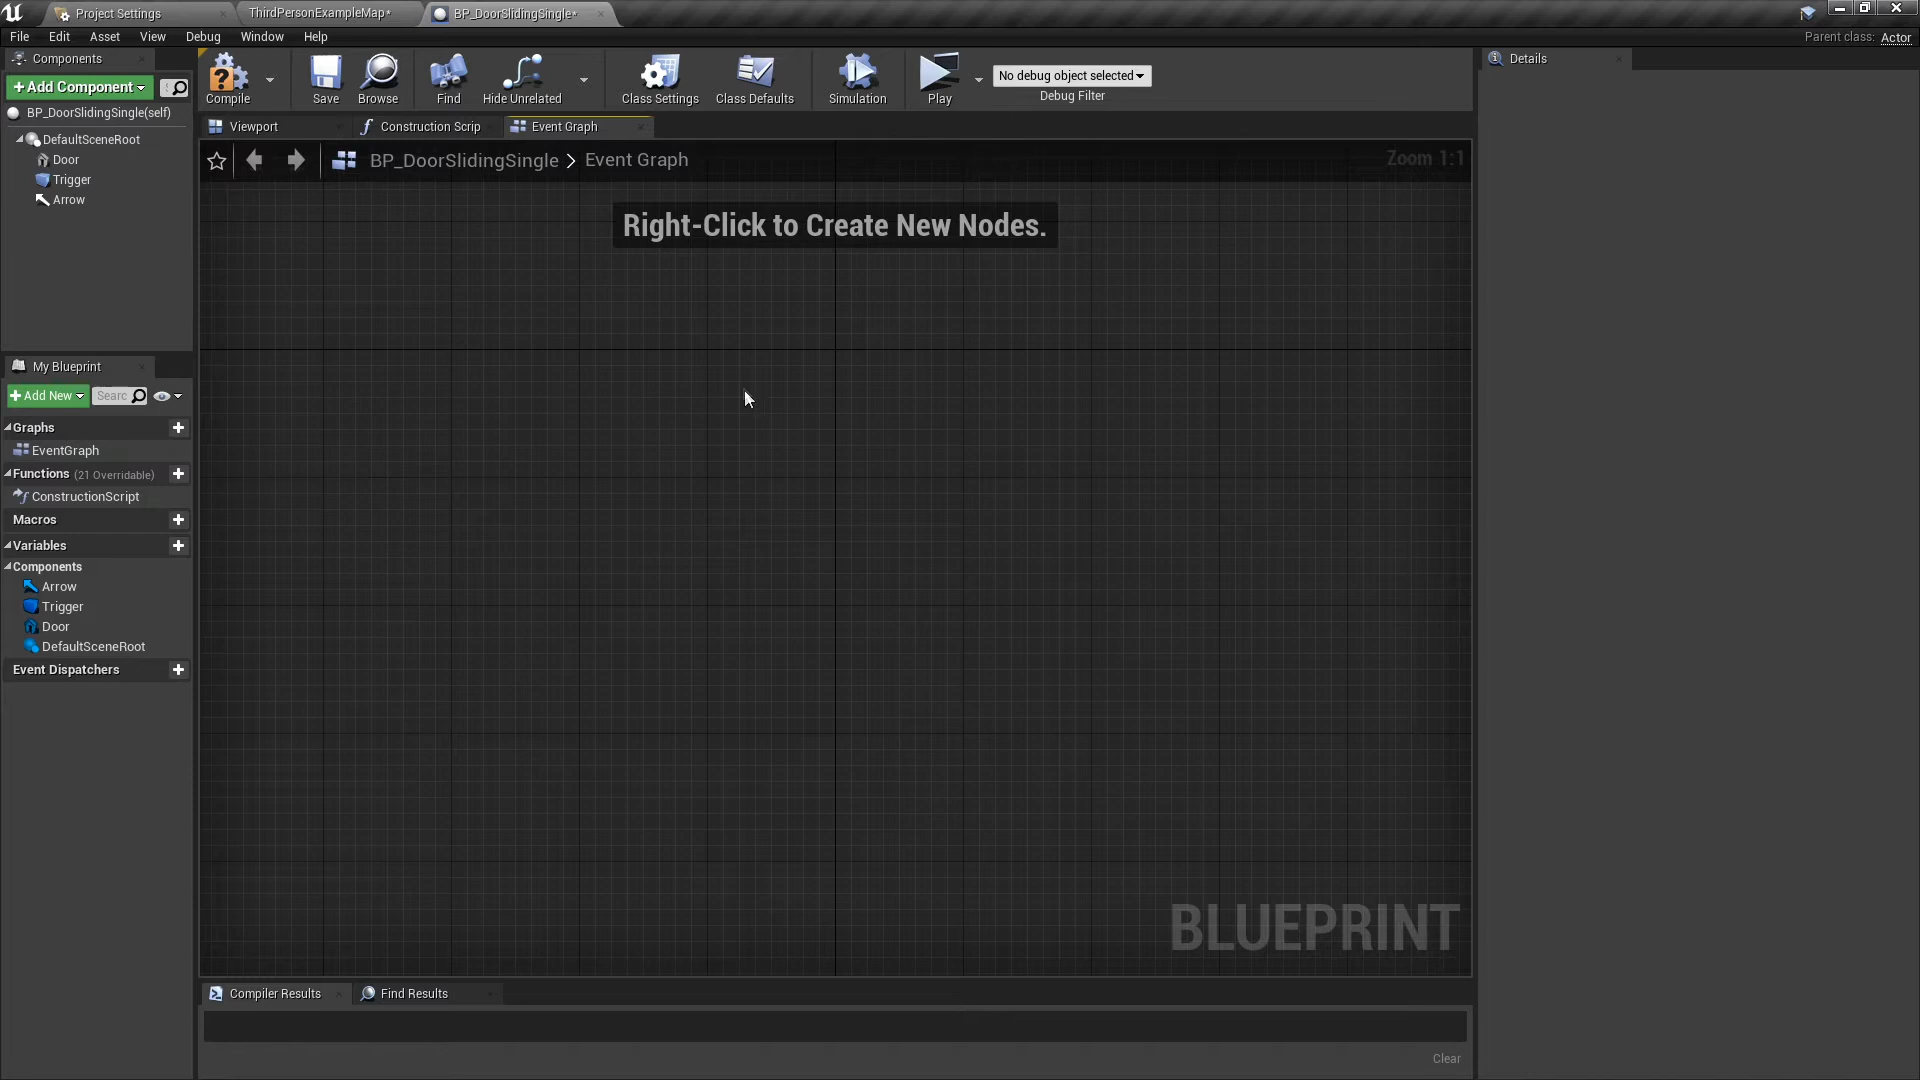 Project Settings
ThirdPersonExampleMap*
BP_DoorSlidingSingle*
File
Edit
Asset
View
Debug
Window
Help
Parent class: Actor
Components
+ Add Component
BP_DoorSlidingSingle(self)
DefaultSceneRoot
Door
Trigger
Arrow
Compile
Save
Browse
Find
Hide Unrelated
Class Settings
Class Defaults
Simulation
Play
No debug object selected
Debug Filter
Details
Viewport
Construction Scrip
Event Graph
BP_DoorSlidingSingle > Event Graph
Zoom 1:1
Right-Click to Create New Nodes.
My Blueprint
+ Add New
Searc
Graphs
EventGraph
Functions (21 Overridable)
ConstructionScript
Macros
Variables
Components
Arrow
Trigger
Door
DefaultSceneRoot
Event Dispatchers
BLUEPRINT
Compiler Results
Find Results
Clear